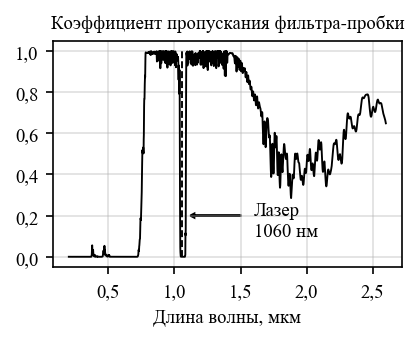 Коэффициент пропускания фильтра-пробки
1,0
0,8
0,6
0,4
0,2
0,0
Лазер
1060 нм
0,5 1,0 1,5 2,0 2,5
Длина волны, мкм